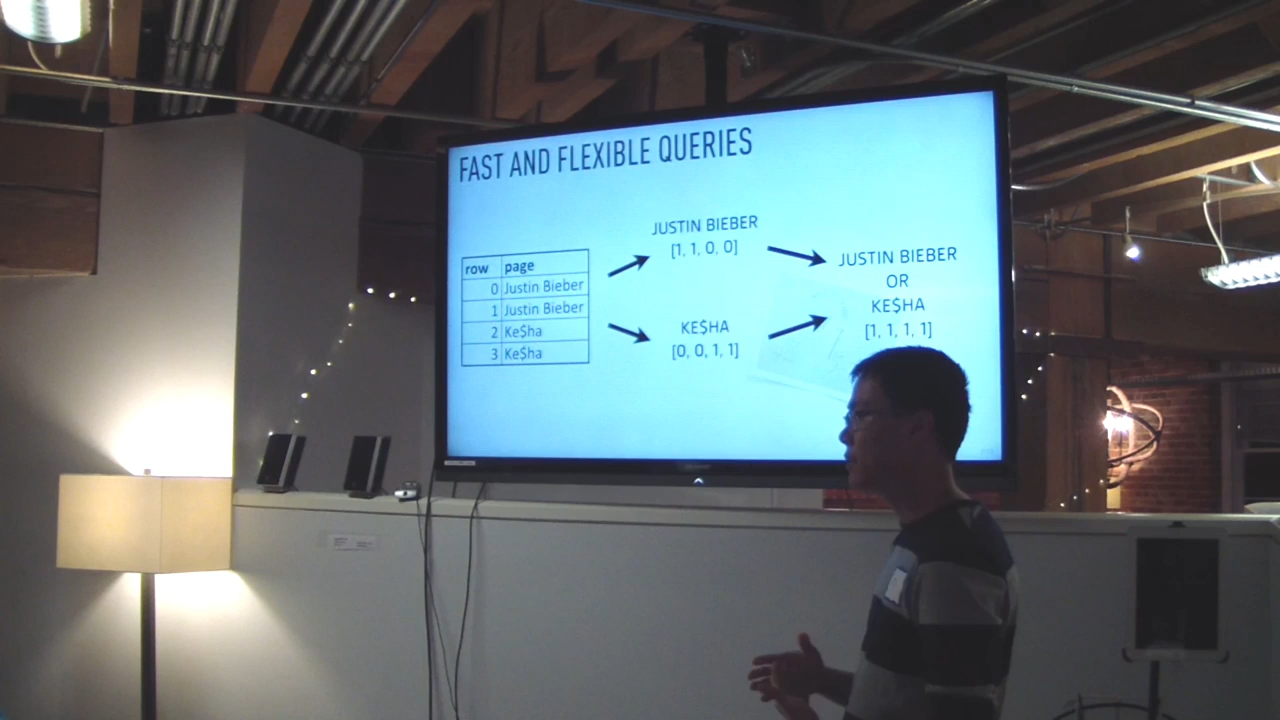 FAST AND FLEXIBLE QUERIES
row page
0 Justin Bieber
1 Justin Bieber
2 Ke$ha
3 Ke$ha
JUSTIN BIEBER
[1, 1, 0, 0]
KE$HA
[0, 0, 1, 1]
JUSTIN BIEBER
OR
KE$HA
[1, 1, 1, 1]